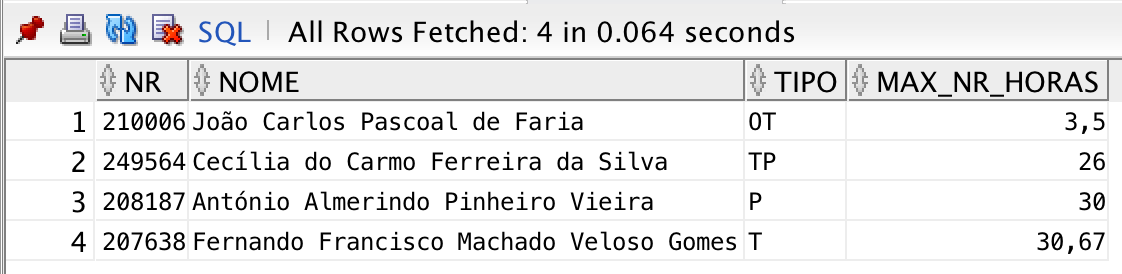 SQL | All Rows Fetched: 4 in 0.064 seconds
NR NOME TIPO MAX_NR_HORAS
1 210006 João Carlos Pascoal de Faria OT 3,5
2 249564 Cecília do Carmo Ferreira da Silva TP 26
3 208187 António Almerindo Pinheiro Vieira P 30
4 207638 Fernando Francisco Machado Veloso Gomes T 30,67